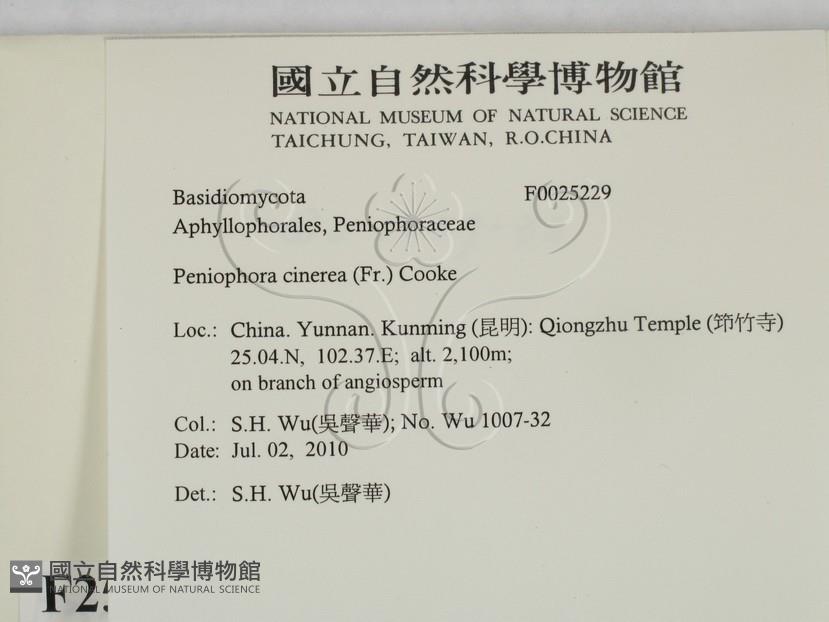 國立自然科學博物館
NATIONAL MUSEUM OF NATURAL SCIENCE
TAICHUNG, TAIWAN, R.O.CHINA
Basidiomycota F0025229
Aphyllophorales, Peniophoraceae
Peniophora cinerea (Fr.) Cooke
Loc.: China. Yunnan. Kunming (昆明): Qiongzhu Temple (筇竹寺)
25.04.N, 102.37.E; alt. 2,100m;
on branch of angiosperm
Col.: S.H. Wu(吳聲華); No. Wu 1007-32
Date: Jul. 02, 2010
Det.: S.H. Wu(吳聲華)
國立自然科學博物館
NATIONAL MUSEUM OF NATURAL SCIENCE